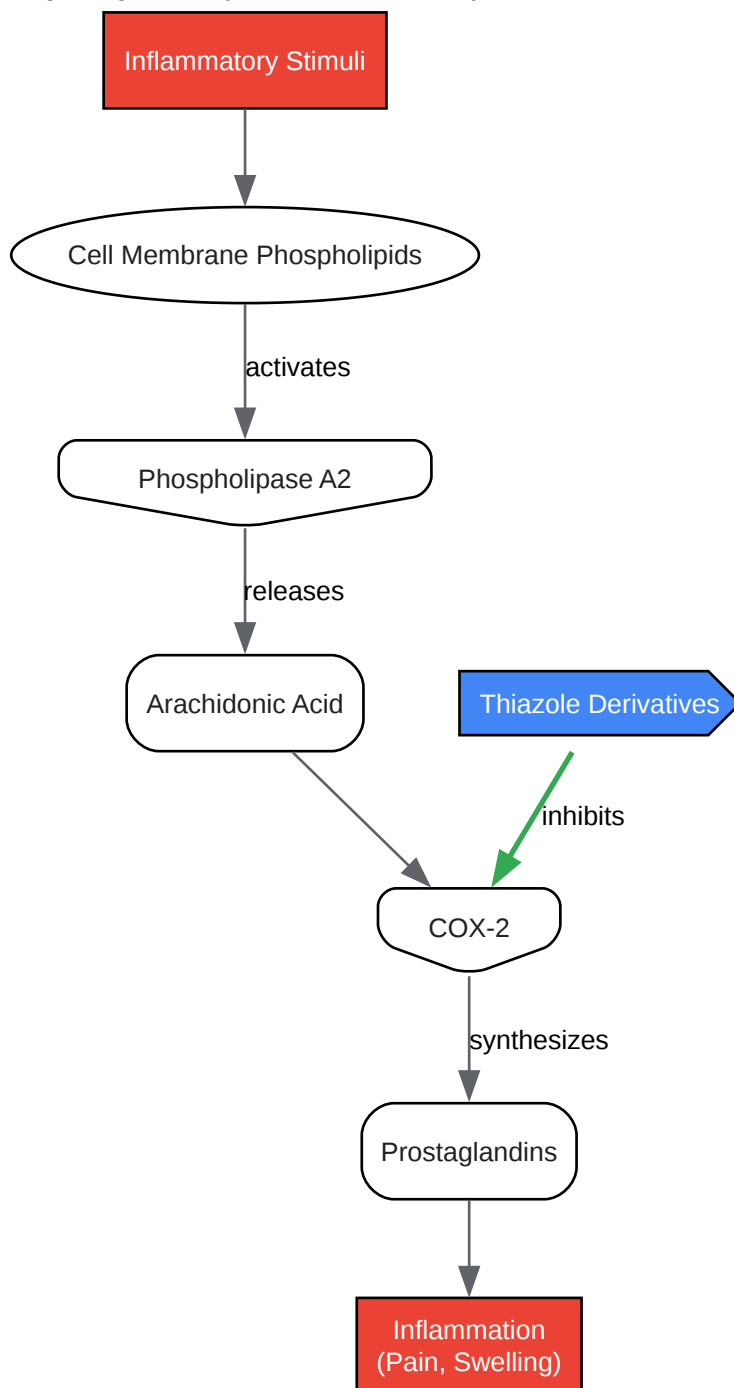 Inflammatory Stimuli
Cell Membrane Phospholipids
activates
Phospholipase A2
releases
Arachidonic Acid
Thiazole Derivatives
inhibits
COX-2
synthesizes
Prostaglandins
Inflammation
(Pain, Swelling)